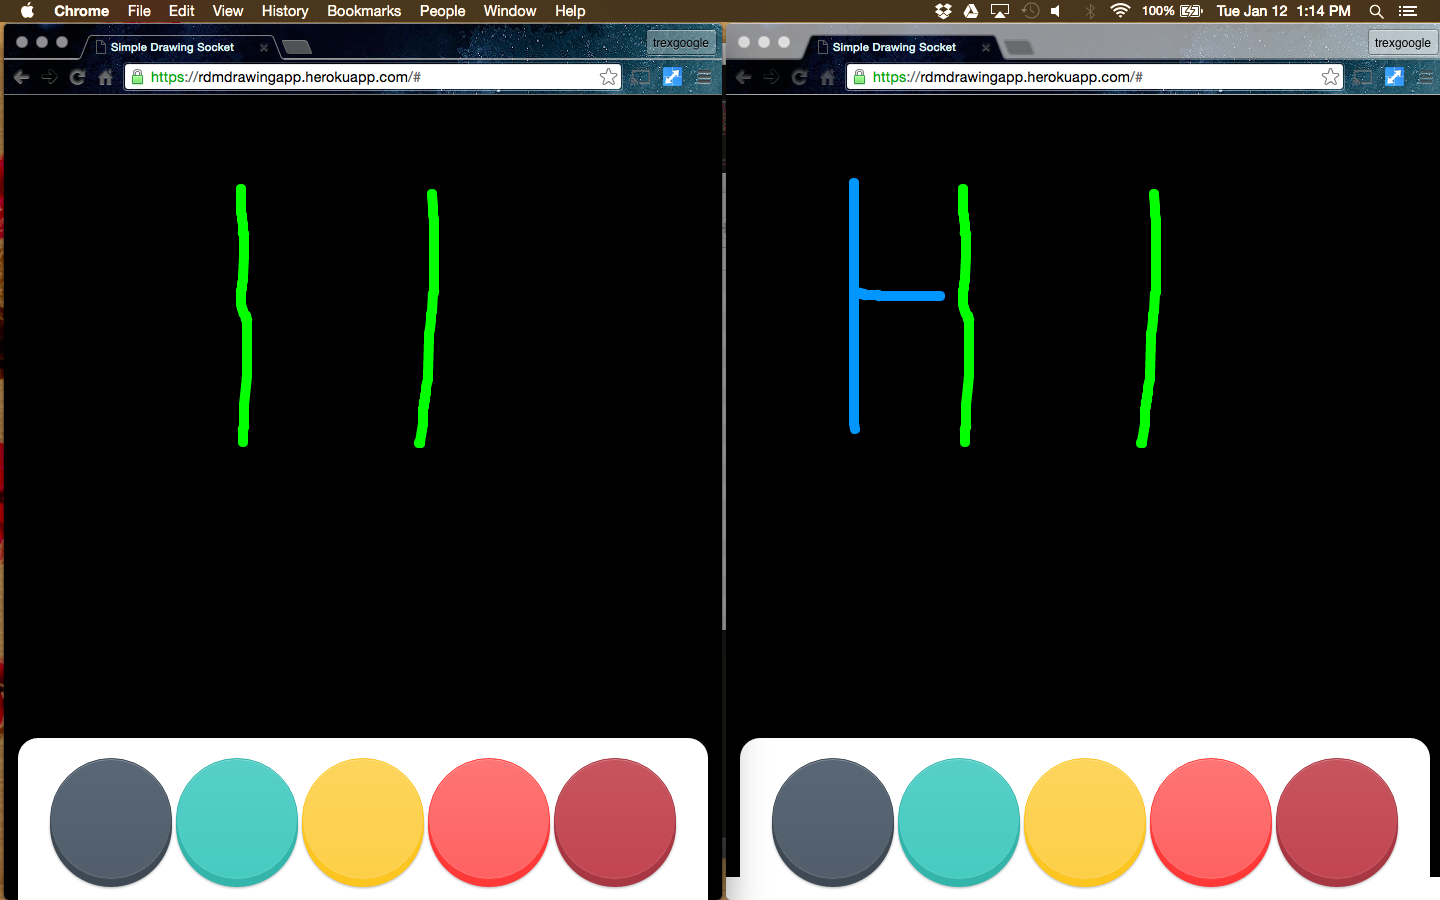 Chrome File Edit View History Bookmarks People Window Help 100% Tue Jan 12 1:14 PM
Simple Drawing Socket trexgoogle
https://rdmdrawingapp.herokuapp.com/#
Simple Drawing Socket trexgoogle
https://rdmdrawingapp.herokuapp.com/#